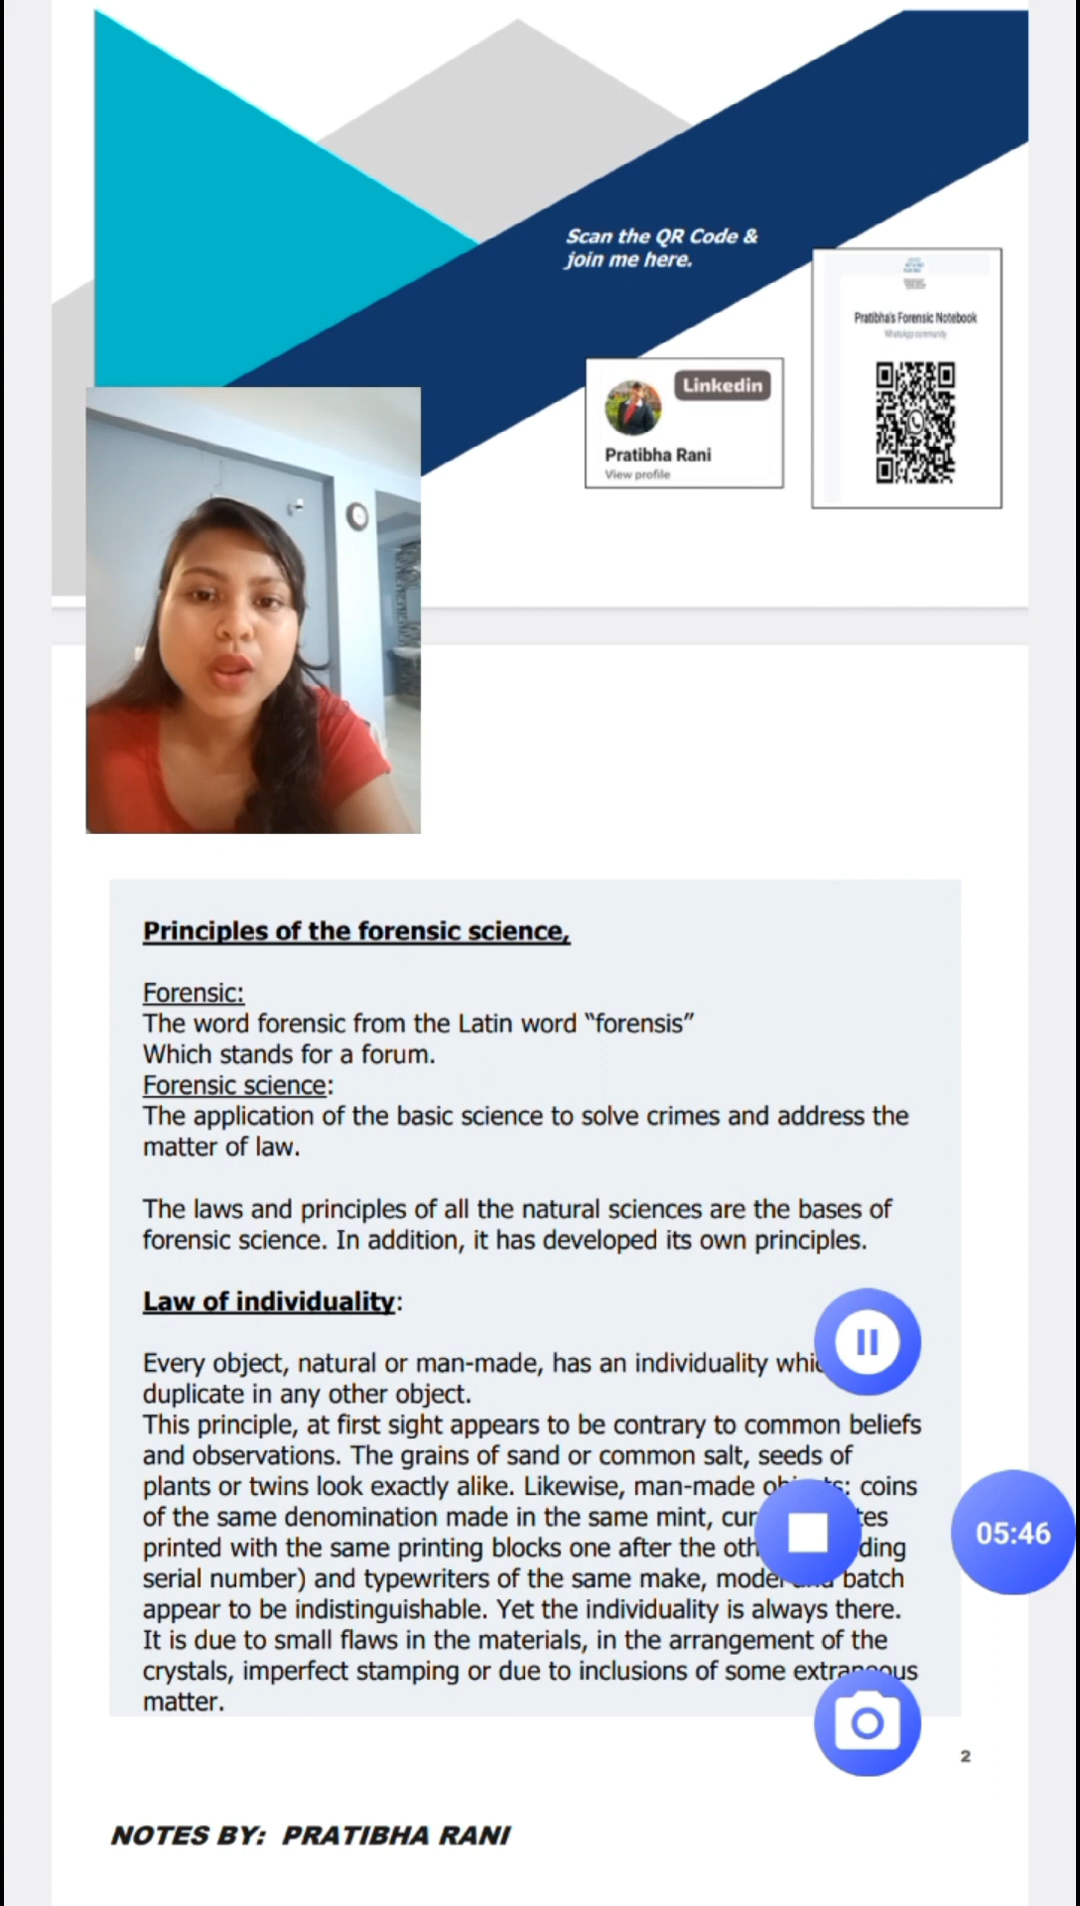 Scan the QR Code &
join me here.
Pratibha's Forensic Notebook
WhatsApp community
Linkedin
Pratibha Rani
View profile
Principles of the forensic science,
Forensic:
The word forensic from the Latin word “forensis”
Which stands for a forum.
Forensic science:
The application of the basic science to solve crimes and address the
matter of law.
The laws and principles of all the natural sciences are the bases of
forensic science. In addition, it has developed its own principles.
Law of individuality:
Every object, natural or man-made, has an individuality
duplicate in any other object.
This principle, at first sight appears to be contrary to common beliefs
and observations. The grains of sand or common salt, seeds of
plants or twins look exactly alike. Likewise, man-made objects: coins
of the same denomination made in the same mint,
printed with the same printing blocks one after the
serial number) and typewriters of the same make, model and batch
appear to be indistinguishable. Yet the individuality is always there.
It is due to small flaws in the materials, in the arrangement of the
crystals, imperfect stamping or due to inclusions of some extraneous
matter.
05:46
2
NOTES BY: PRATIBHA RANI